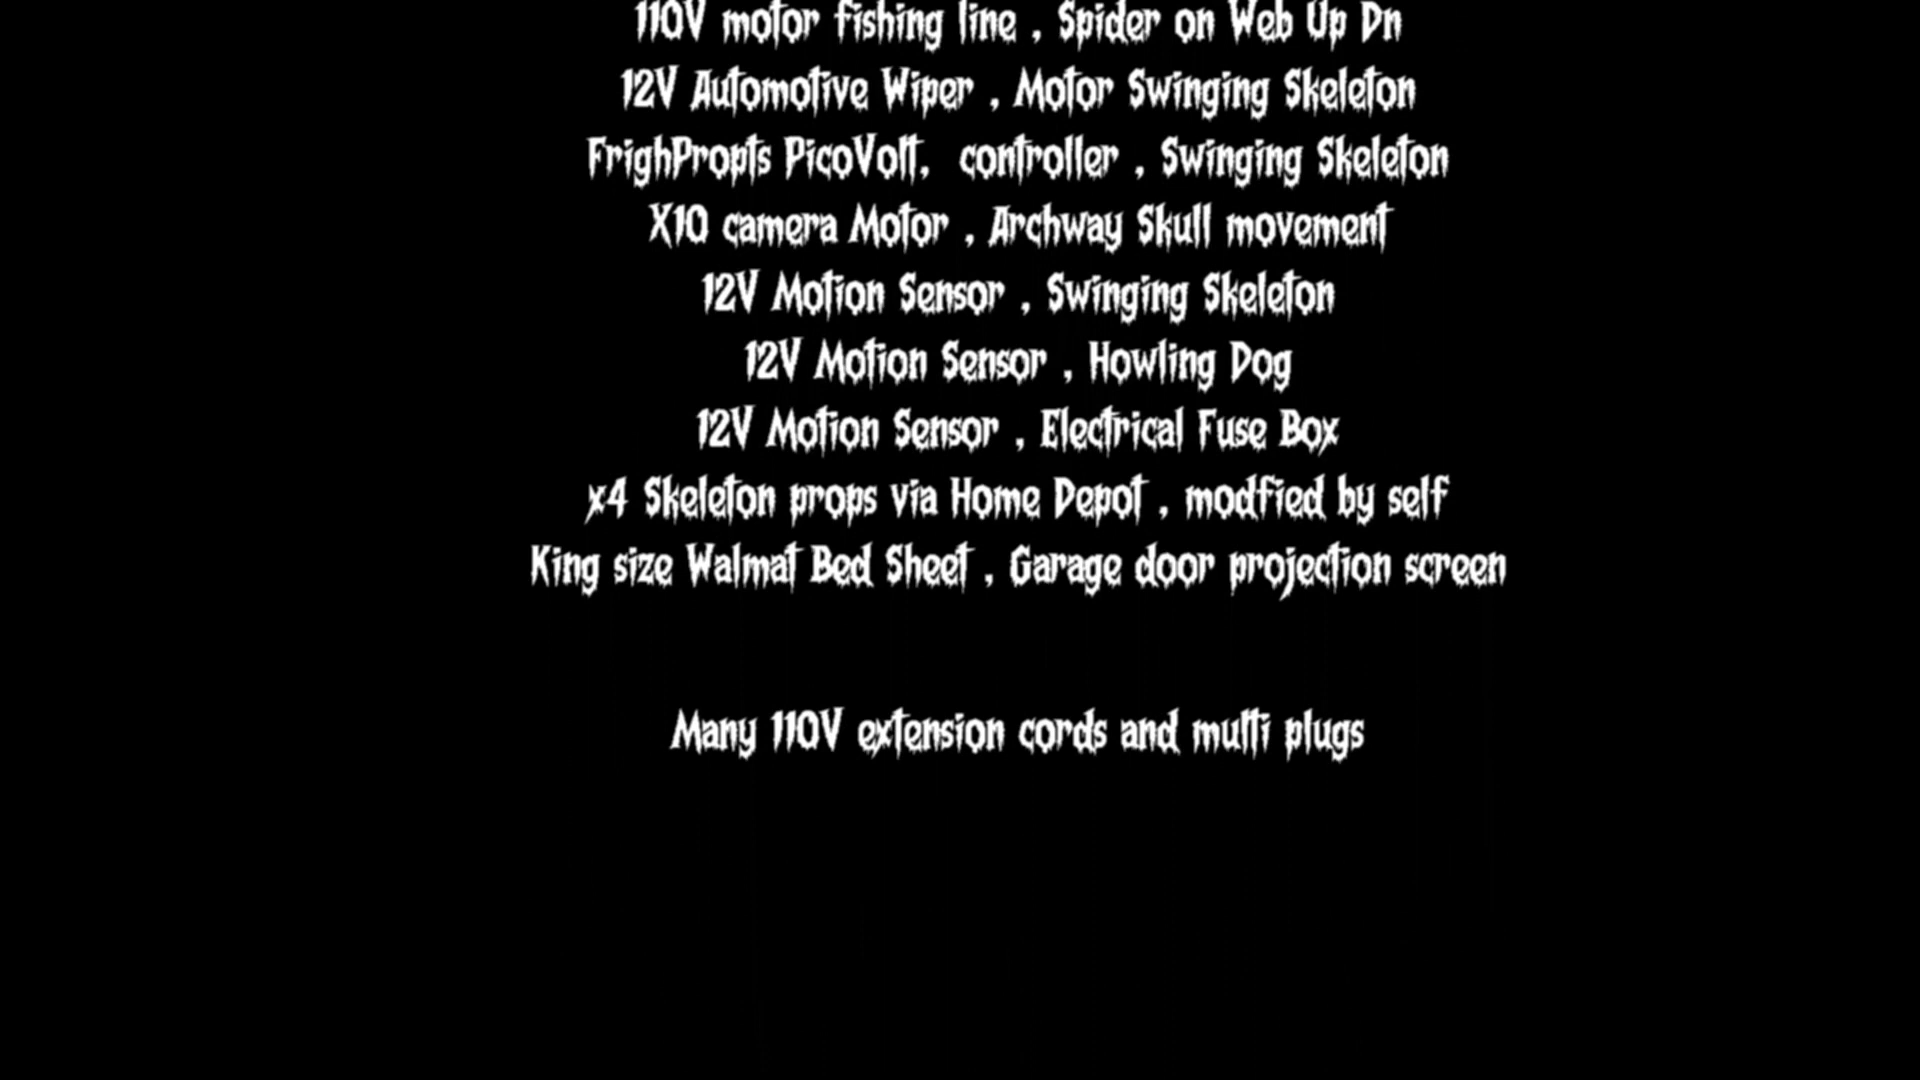 110V motor fishing line , Spider on Web Up Dn
12V Automotive Wiper , Motor Swinging Skeleton
FrighPropts PicoVolt,  controller , Swinging Skeleton
X10 camera Motor , Archway Skull movement
12V Motion Sensor , Swinging Skeleton
12V Motion Sensor , Howling Dog
12V Motion Sensor , Electrical Fuse Box
x4 Skeleton props via Home Depot , modfied by self
King size Walmat Bed Sheet , Garage door projection screen
Many 110V extension cords and multi plugs